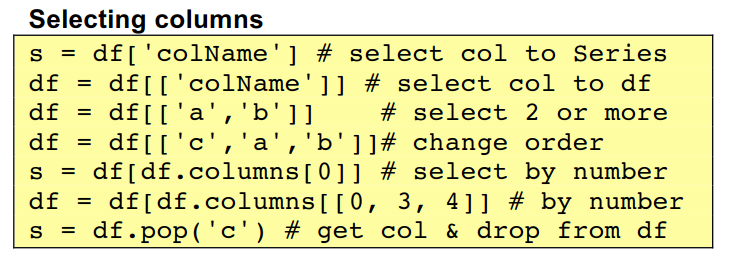 Selecting columns
s = df['colName'] # select col to Series
df = df[['colName']] # select col to df
df = df[['a','b']]    # select 2 or more
df = df[['c','a','b']]# change order
s = df[df.columns[0]] # select by number
df = df[df.columns[[0, 3, 4]] # by number
s = df.pop('c') # get col & drop from df